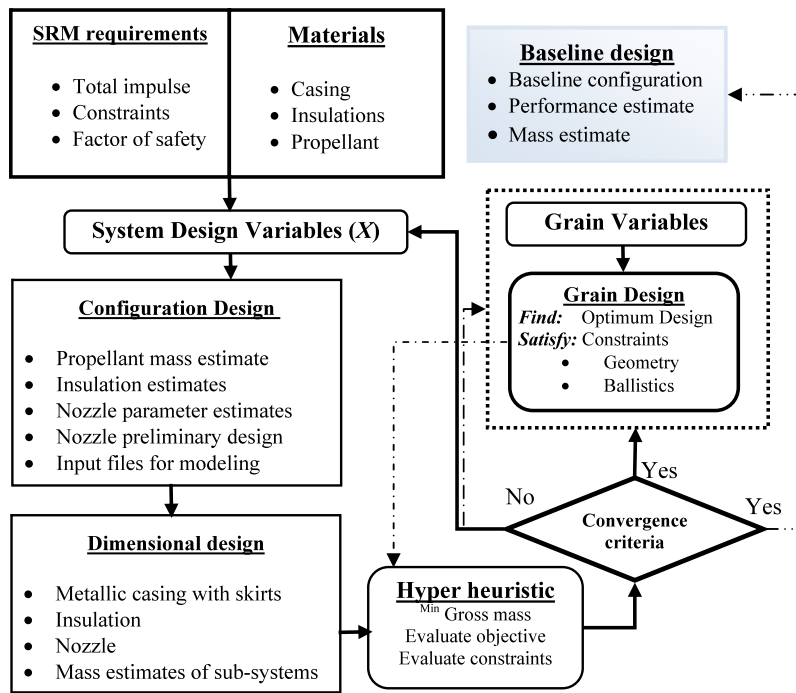 SRM requirements
• Total impulse
• Constraints
• Factor of safety
Materials
• Casing
• Insulations
• Propellant
Baseline design
• Baseline configuration
• Performance estimate
• Mass estimate
System Design Variables (X)
Grain Variables
Grain Design
Find: Optimum Design
Satisfy: Constraints
• Geometry
• Ballistics
Configuration Design
• Propellant mass estimate
• Insulation estimates
• Nozzle parameter estimates
• Nozzle preliminary design
• Input files for modeling
No
Yes
Yes
Convergence
criteria
Dimensional design
• Metallic casing with skirts
• Insulation
• Nozzle
• Mass estimates of sub-systems
Hyper heuristic
Min Gross mass
Evaluate objective
Evaluate constraints